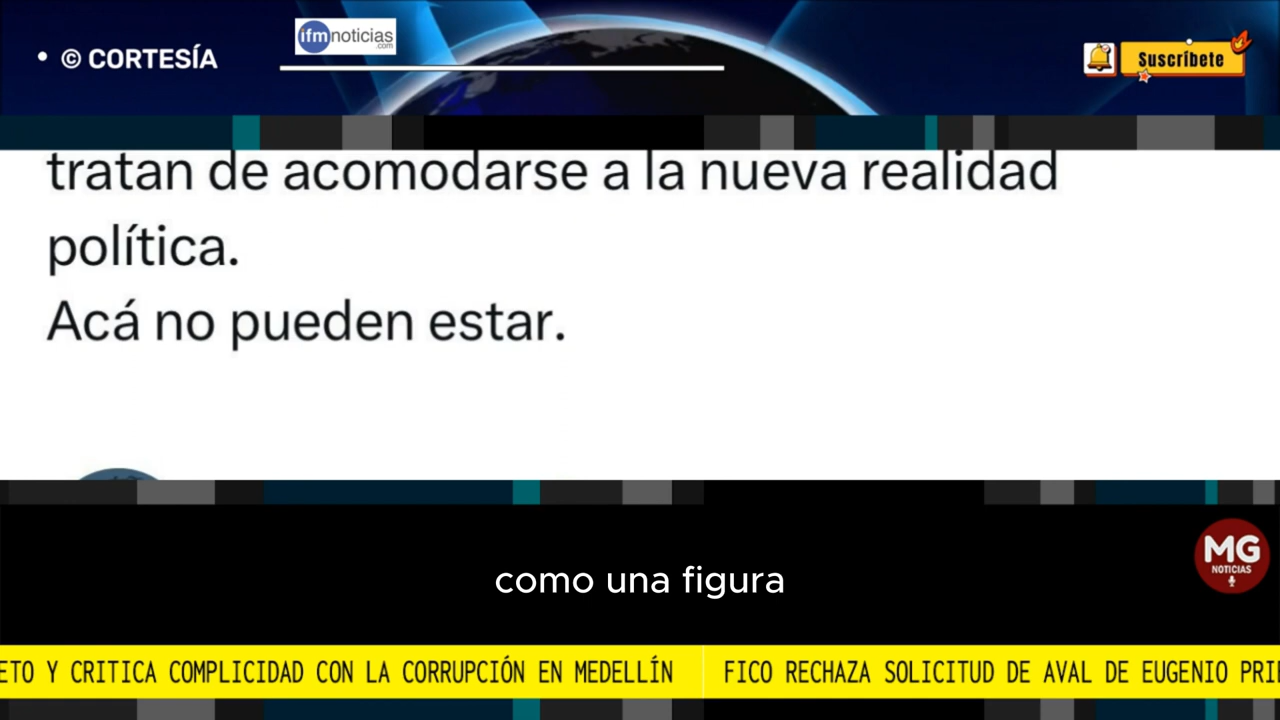 © CORTESÍA
ifmnoticias
.com
Suscríbete
tratan de acomodarse a la nueva realidad
política.
Acá no pueden estar.
MG
NOTICIAS
como una figura
ETO Y CRITICA COMPLICIDAD CON LA CORRUPCIÓN EN MEDELLÍN
FICO RECHAZA SOLICITUD DE AVAL DE EUGENIO PRI